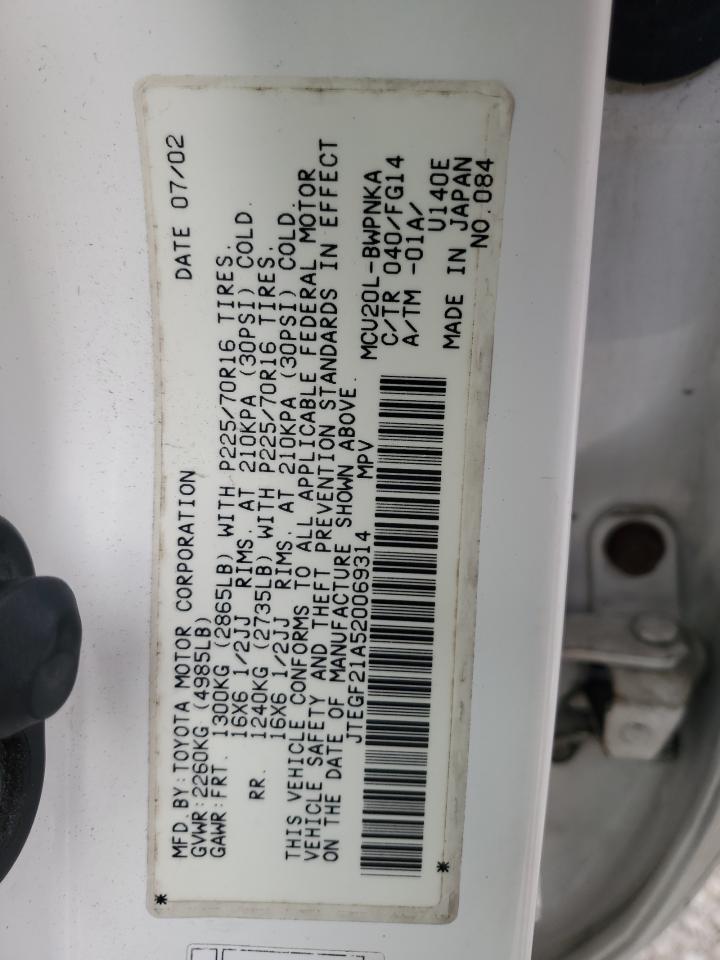 MFD.BY:TOYOTA MOTOR CORPORATION DATE 07/02
GVWR:2260KG (4985LB)
GAWR:FRT. 1300KG (2865LB) WITH P225/70R16 TIRES.
16X6 1/2JJ RIMS. AT 210KPA (30PSI) COLD.
RR. 1240KG (2735LB) WITH P225/70R16 TIRES.
16X6 1/2JJ RIMS. AT 210KPA (30PSI) COLD.
THIS VEHICLE CONFORMS TO ALL APPLICABLE FEDERAL MOTOR
VEHICLE SAFETY AND THEFT PREVENTION STANDARDS IN EFFECT
ON THE DATE OF MANUFACTURE SHOWN ABOVE.
JTEGF21A520069314 MPV
MCU20L-BWPNKA
C/TR 040/FG14
A/TM -01A/
U140E
MADE IN JAPAN
NO.084
* *